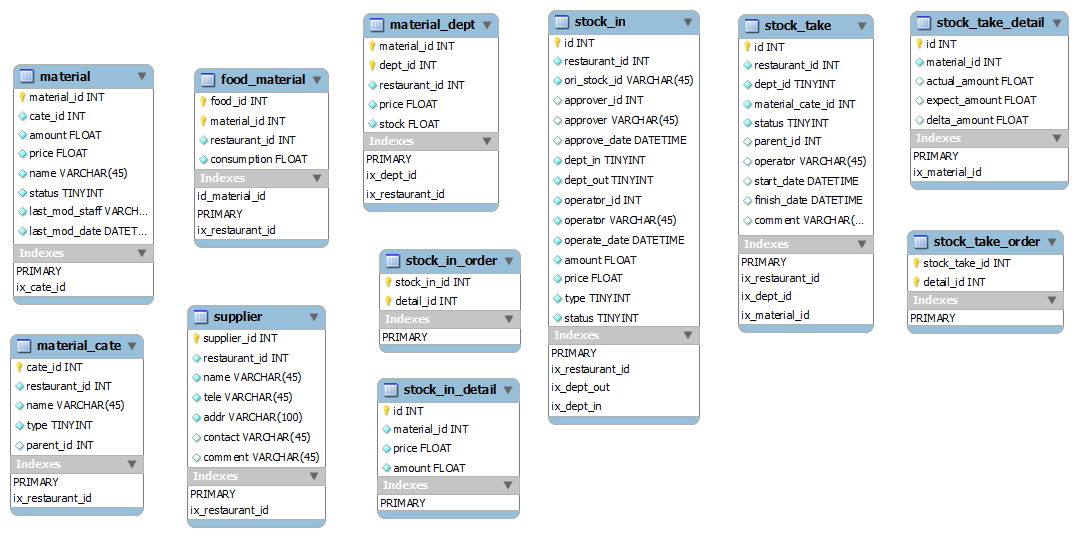 material
material_id INT
cate_id INT
amount FLOAT
price FLOAT
name VARCHAR(45)
status TINYINT
last_mod_staff VARCH...
last_mod_date DATET...
Indexes
PRIMARY
ix_cate_id
material_cate
cate_id INT
restaurant_id INT
name VARCHAR(45)
type TINYINT
parent_id INT
Indexes
PRIMARY
ix_restaurant_id
food_material
food_id INT
material_id INT
restaurant_id INT
consumption FLOAT
Indexes
id_material_id
PRIMARY
ix_restaurant_id
supplier
supplier_id INT
restaurant_id INT
name VARCHAR(45)
tele VARCHAR(45)
addr VARCHAR(100)
contact VARCHAR(45)
comment VARCHAR(45)
Indexes
PRIMARY
ix_restaurant_id
material_dept
material_id INT
dept_id INT
restaurant_id INT
price FLOAT
stock FLOAT
Indexes
PRIMARY
ix_dept_id
ix_restaurant_id
stock_in_order
stock_in_id INT
detail_id INT
Indexes
PRIMARY
stock_in_detail
id INT
material_id INT
price FLOAT
amount FLOAT
Indexes
PRIMARY
stock_in
id INT
restaurant_id INT
ori_stock_id VARCHAR(45)
approver_id INT
approver VARCHAR(45)
approve_date DATETIME
dept_in TINYINT
dept_out TINYINT
operator_id INT
operator VARCHAR(45)
operate_date DATETIME
amount FLOAT
price FLOAT
type TINYINT
status TINYINT
Indexes
PRIMARY
ix_restaurant_id
ix_dept_out
ix_dept_in
stock_take
id INT
restaurant_id INT
dept_id TINYINT
material_cate_id INT
status TINYINT
parent_id INT
operator VARCHAR(45)
start_date DATETIME
finish_date DATETIME
comment VARCHAR(...
Indexes
PRIMARY
ix_restaurant_id
ix_dept_id
ix_material_id
stock_take_detail
id INT
material_id INT
actual_amount FLOAT
expect_amount FLOAT
delta_amount FLOAT
Indexes
PRIMARY
ix_material_id
stock_take_order
stock_take_id INT
detail_id INT
Indexes
PRIMARY